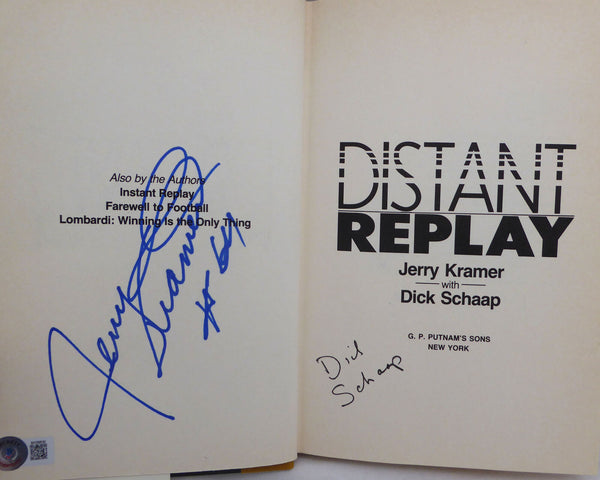 Also by the Authors
Instant Replay
Farewell to Football
Lombardi: Winning Is the Only Thing
Jerry
Kramer
# 64
DISTANT
REPLAY
Jerry Kramer
with
Dick Schaap
G. P. PUTNAM'S SONS
NEW YORK
Dick
Schaap